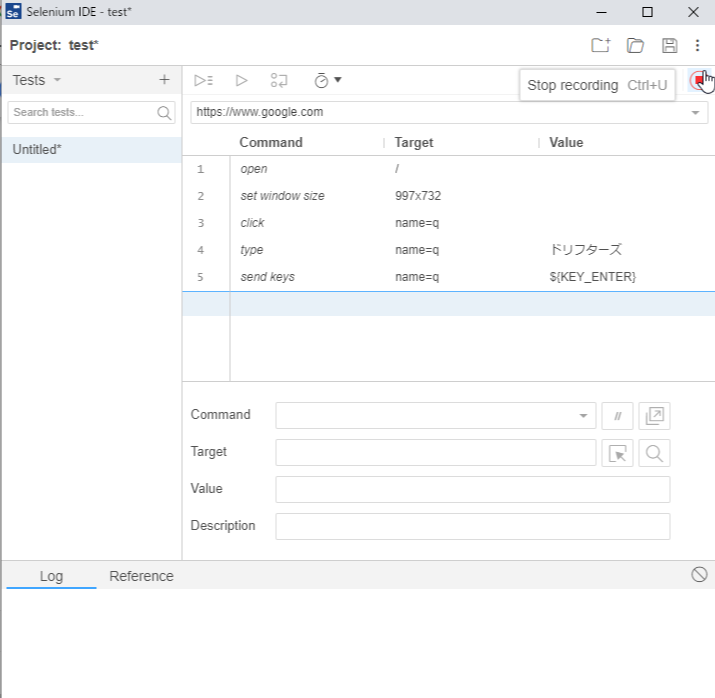 Se Selenium IDE - test*
Project: test*
Tests +
Stop recording Ctrl+U
Search tests...
https://www.google.com
Untitled*
Command Target Value
1 open /
2 set window size 997x732
3 click name=q
4 type name=q ドリフターズ
5 send keys name=q ${KEY_ENTER}
Command //
Target
Value
Description
Log Reference